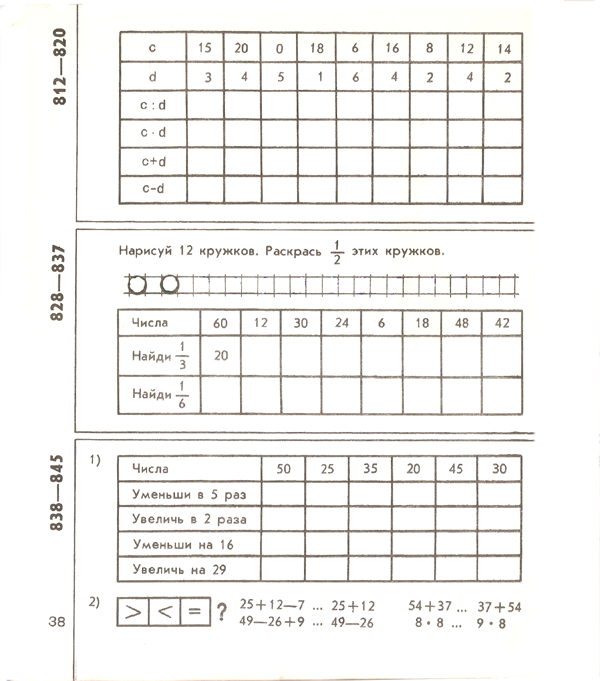 812—820
c 15 20 0 18 6 16 8 12 14
d 3 4 5 1 6 4 2 4 2
c : d
c · d
c+d
c–d
828—837
Нарисуй 12 кружков. Раскрась 1/2 этих кружков.
Числа 60 12 30 24 6 18 48 42
Найди 1/3 20
Найди 1/6
838—845
1)
Числа 50 25 35 20 45 30
Уменьши в 5 раз
Увеличь в 2 раза
Уменьши на 16
Увеличь на 29
2) > < = ?
25+12—7 ... 25+12 54+37 ... 37+54
49—26+9 ... 49—26 8 · 8 ... 9 · 8
38